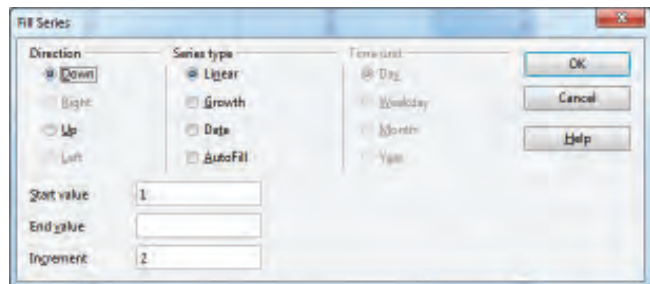 Fill Series
Direction
Down
Right
Up
Left
Series type
Linear
Growth
Date
AutoFill
Time unit
Day
Weekday
Month
Year
OK
Cancel
Help
Start value 1
End value
Increment 2